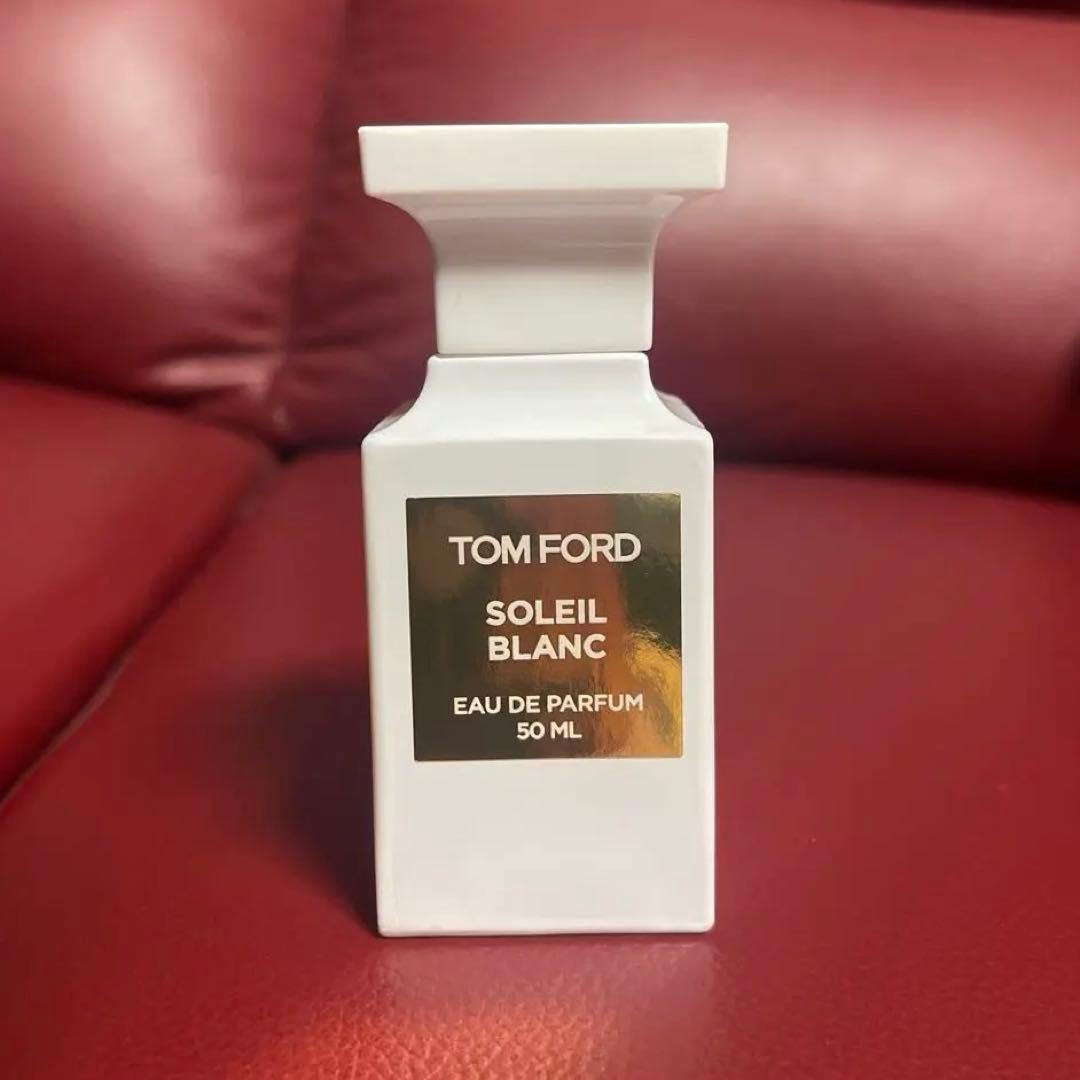 TOM FORD
SOLEIL
BLANC
EAU DE PARFUM
50 ML